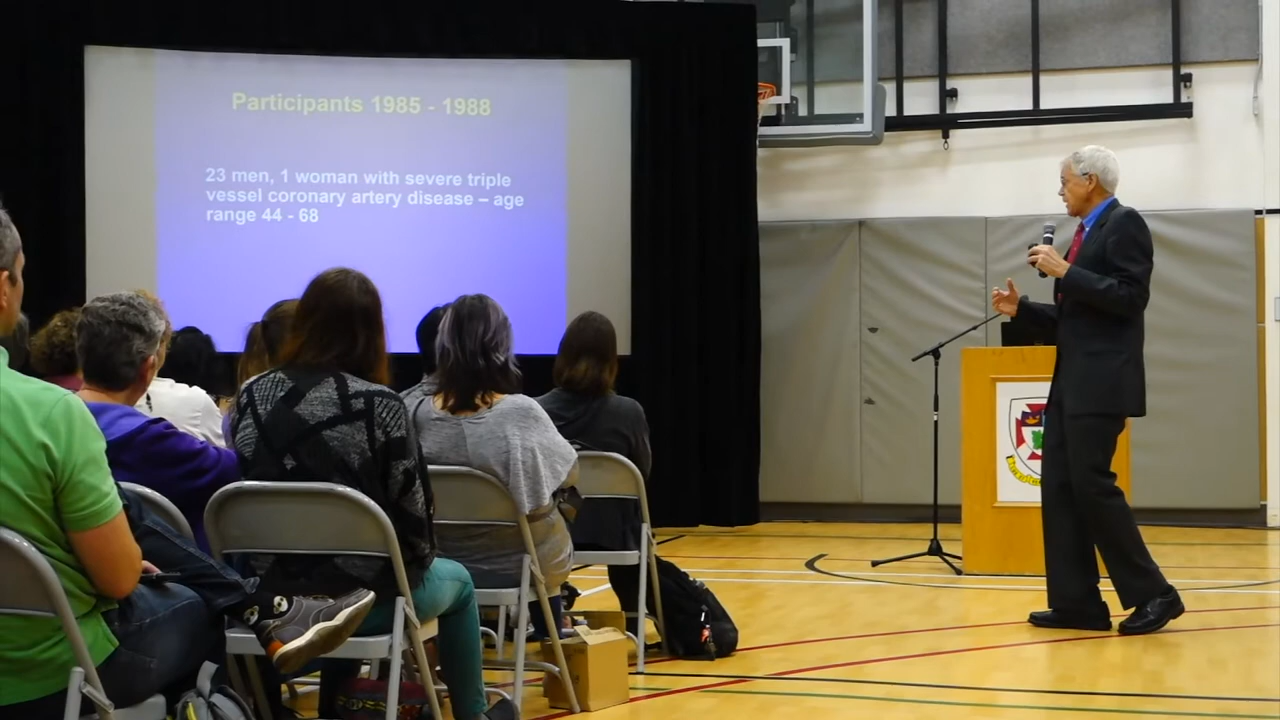 Participants 1985 - 1988
23 men, 1 woman with severe triple
vessel coronary artery disease – age
range 44 - 68